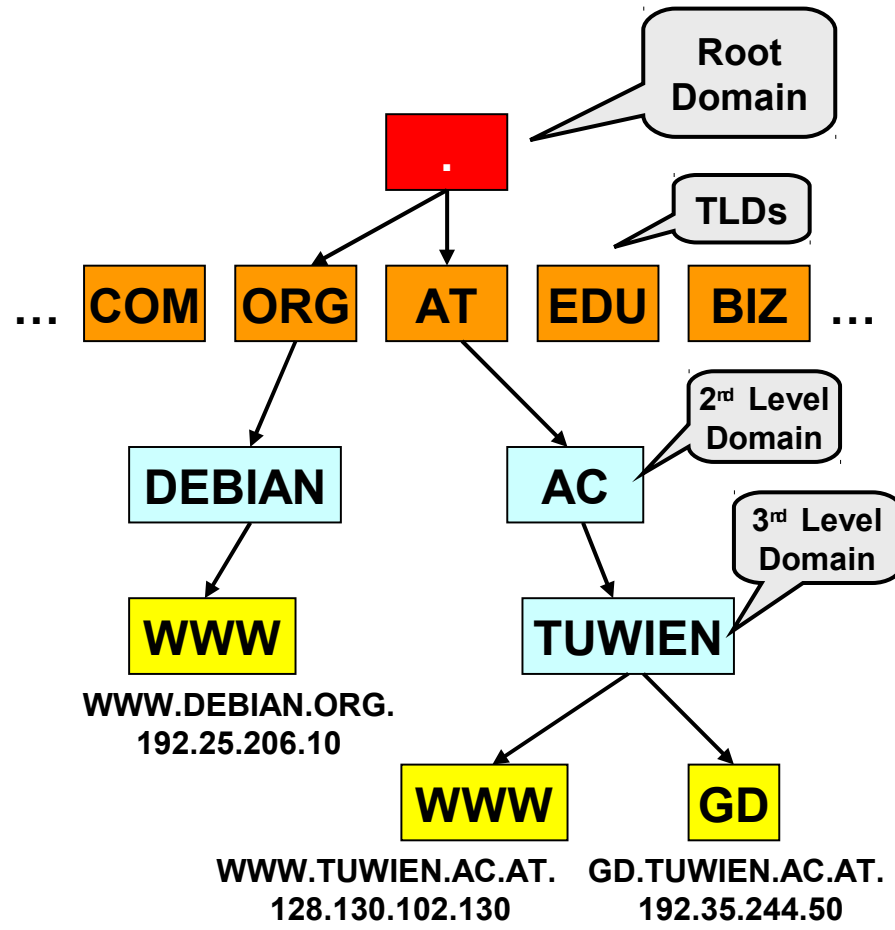 Root
Domain
.
TLDs
... COM ORG AT EDU BIZ ...
2nd Level
Domain
DEBIAN AC
3rd Level
Domain
WWW TUWIEN
WWW.DEBIAN.ORG.
192.25.206.10
WWW GD
WWW.TUWIEN.AC.AT. GD.TUWIEN.AC.AT.
128.130.102.130 192.35.244.50